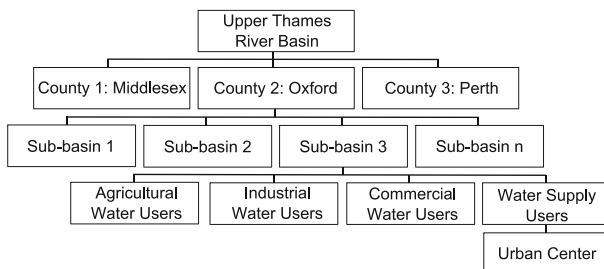 Upper Thames
River Basin
County 1: Middlesex
County 2: Oxford
County 3: Perth
Sub-basin 1
Sub-basin 2
Sub-basin 3
Sub-basin n
Agricultural
Water Users
Industrial
Water Users
Commercial
Water Users
Water Supply
Users
Urban Center